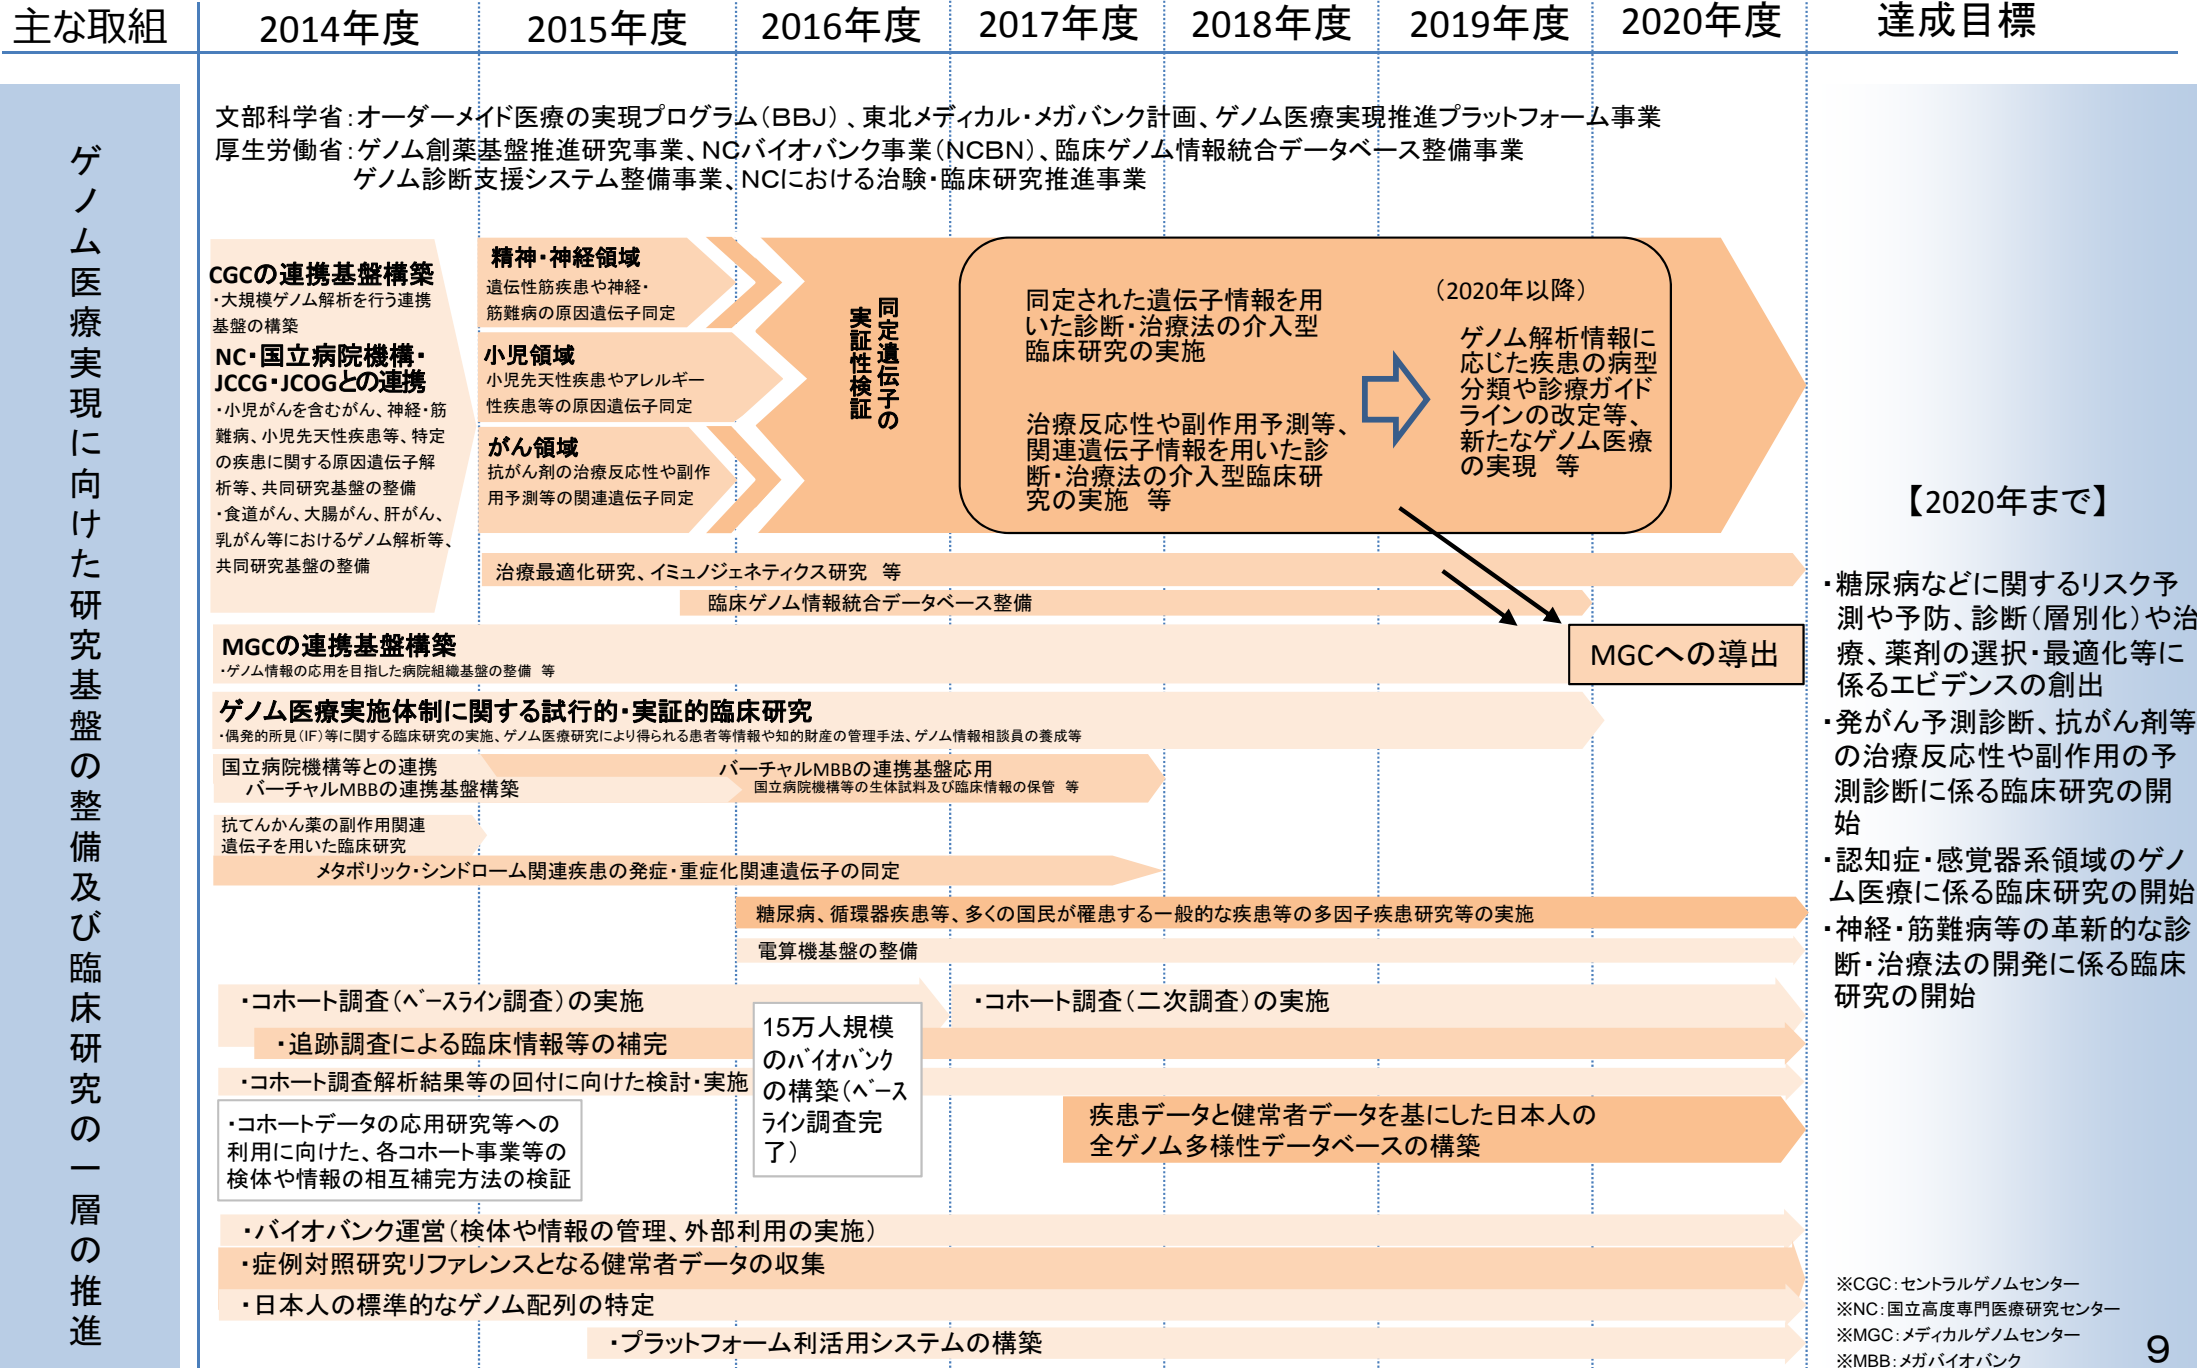 主な取組
2014年度
2015年度
2016年度
2017年度
2018年度
2019年度
2020年度
達成目標
ゲノム医療実現に向けた研究基盤の整備及び臨床研究の一層の推進
文部科学省：オーダーメイド医療の実現プログラム（BBJ）、東北メディカル・メガバンク計画、ゲノム医療実現推進プラットフォーム事業
厚生労働省：ゲノム創薬基盤推進研究事業、NCバイオバンク事業（NCBN）、臨床ゲノム情報統合データベース整備事業
ゲノム診断支援システム整備事業、NCにおける治験・臨床研究推進事業
CGCの連携基盤構築
・大規模ゲノム解析を行う連携
基盤の構築
NC・国立病院機構・
JCCG・JCOGとの連携
・小児がんを含むがん、神経・筋
難病、小児先天性疾患等、特定
の疾患に関する原因遺伝子解
析等、共同研究基盤の整備
・食道がん、大腸がん、肝がん、
乳がん等におけるゲノム解析等、
共同研究基盤の整備
精神・神経領域
遺伝性筋疾患や神経・
筋難病の原因遺伝子同定
小児領域
小児先天性疾患やアレルギー
性疾患等の原因遺伝子同定
がん領域
抗がん剤の治療反応性や副作
用予測等の関連遺伝子同定
同定遺伝子の
実証性検証
同定された遺伝子情報を用
いた診断・治療法の介入型
臨床研究の実施
治療反応性や副作用予測等、
関連遺伝子情報を用いた診
断・治療法の介入型臨床研
究の実施　等
（2020年以降）
ゲノム解析情報に
応じた疾患の病型
分類や診療ガイド
ラインの改定等、
新たなゲノム医療
の実現　等
治療最適化研究、イミュノジェネティクス研究　等
臨床ゲノム情報統合データベース整備
MGCの連携基盤構築
・ゲノム情報の応用を目指した病院組織基盤の整備　等
MGCへの導出
ゲノム医療実施体制に関する試行的・実証的臨床研究
・偶発的所見（IF）等に関する臨床研究の実施、ゲノム医療研究により得られる患者等情報や知的財産の管理手法、ゲノム情報相談員の養成等
国立病院機構等との連携
バーチャルMBBの連携基盤構築
バーチャルMBBの連携基盤応用
国立病院機構等の生体試料及び臨床情報の保管　等
抗てんかん薬の副作用関連
遺伝子を用いた臨床研究
メタボリック・シンドローム関連疾患の発症・重症化関連遺伝子の同定
糖尿病、循環器疾患等、多くの国民が罹患する一般的な疾患等の多因子疾患研究等の実施
電算機基盤の整備
・コホート調査（ベースライン調査）の実施
・コホート調査（二次調査）の実施
・追跡調査による臨床情報等の補完
・コホート調査解析結果等の回付に向けた検討・実施
15万人規模
のバイオバンク
の構築（ベース
ライン調査完
了）
・コホートデータの応用研究等への
利用に向けた、各コホート事業等の
検体や情報の相互補完方法の検証
疾患データと健常者データを基にした日本人の
全ゲノム多様性データベースの構築
・バイオバンク運営（検体や情報の管理、外部利用の実施）
・症例対照研究リファレンスとなる健常者データの収集
・日本人の標準的なゲノム配列の特定
・プラットフォーム利活用システムの構築
【2020年まで】
・糖尿病などに関するリスク予
測や予防、診断（層別化）や治
療、薬剤の選択・最適化等に
係るエビデンスの創出
・発がん予測診断、抗がん剤等
の治療反応性や副作用の予
測診断に係る臨床研究の開
始
・認知症・感覚器系領域のゲノ
ム医療に係る臨床研究の開始
・神経・筋難病等の革新的な診
断・治療法の開発に係る臨床
研究の開始
※CGC：セントラルゲノムセンター
※NC：国立高度専門医療研究センター
※MGC：メディカルゲノムセンター
※MBB：メガバイオバンク
9